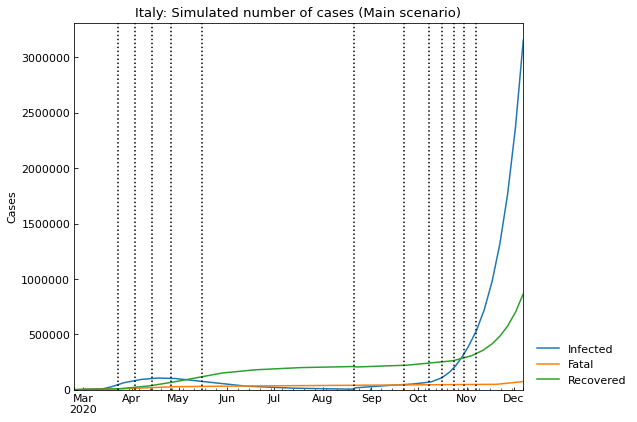 Italy: Simulated number of cases (Main scenario)
3000000
2500000
2000000
1500000
1000000
500000
0
Cases
Mar Apr May Jun Jul Aug Sep Oct Nov Dec
2020
Infected
Fatal
Recovered